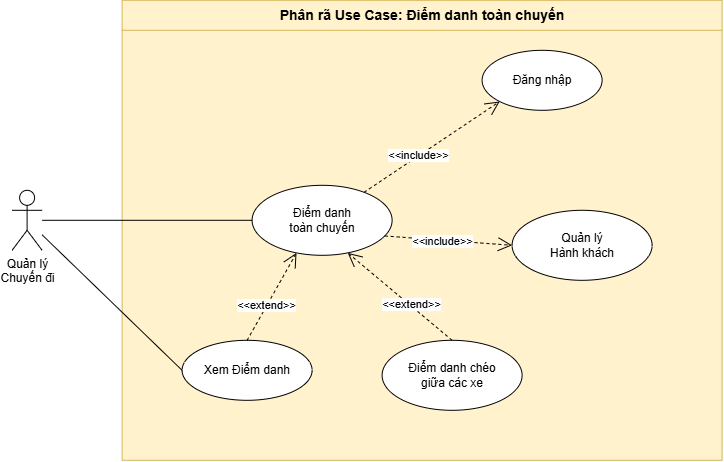 Phân rã Use Case: Điểm danh toàn chuyến
Đăng nhập
<<include>>
Điểm danh
toàn chuyến
Quản lý
Chuyến đi
<<include>>
Quản lý
Hành khách
<<extend>>
<<extend>>
Xem Điểm danh
Điểm danh chéo
giữa các xe